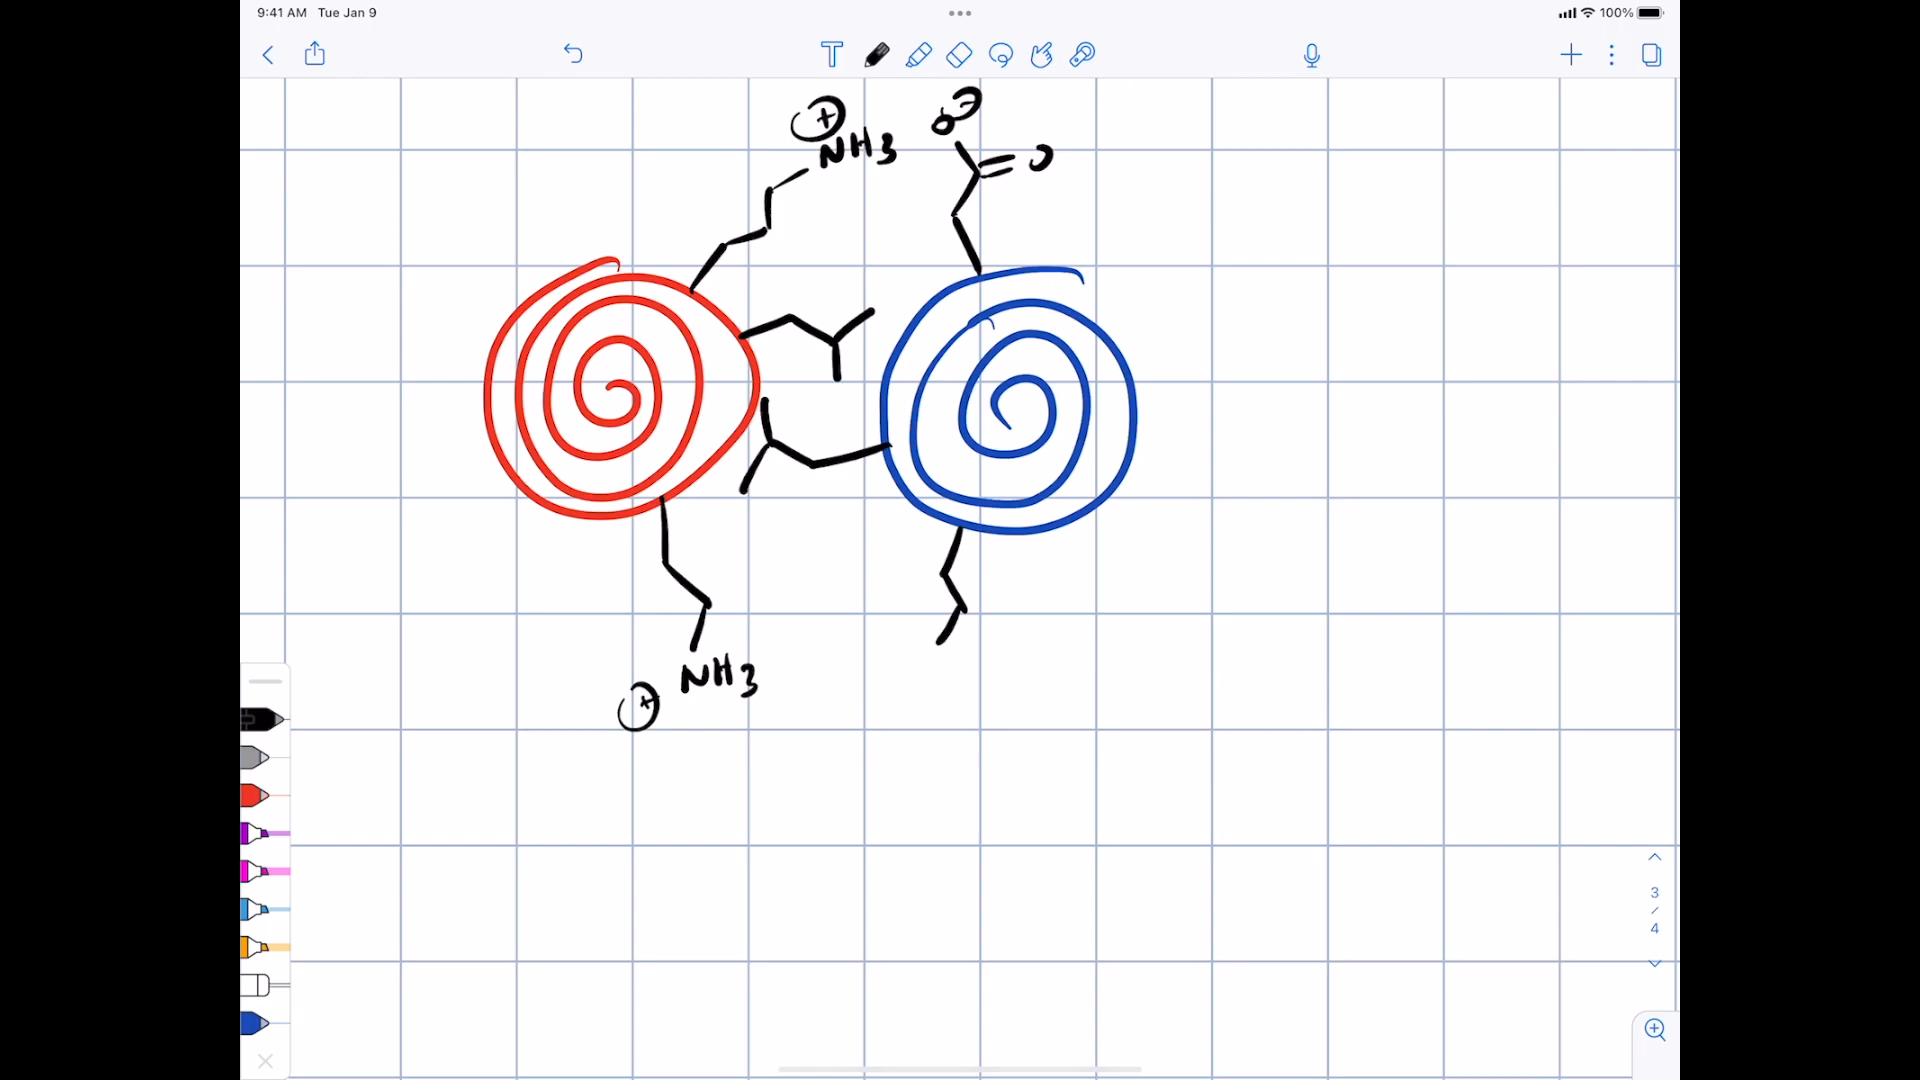 9:41 AM Tue Jan 9
100%
+
NH3
O-
=O
NH3
+
3
/
4